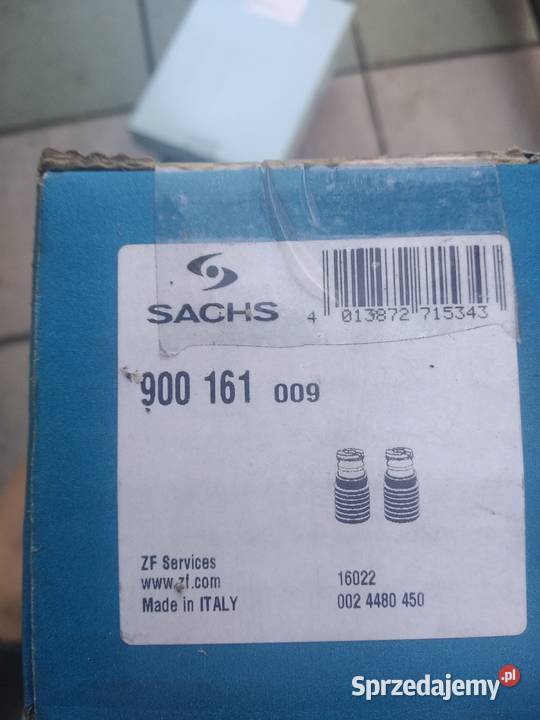 SACHS
4 013872 715343
900 161 009
ZF Services
www.zf.com
Made in ITALY
16022
002 4480 450
Sprzedajemy.pl